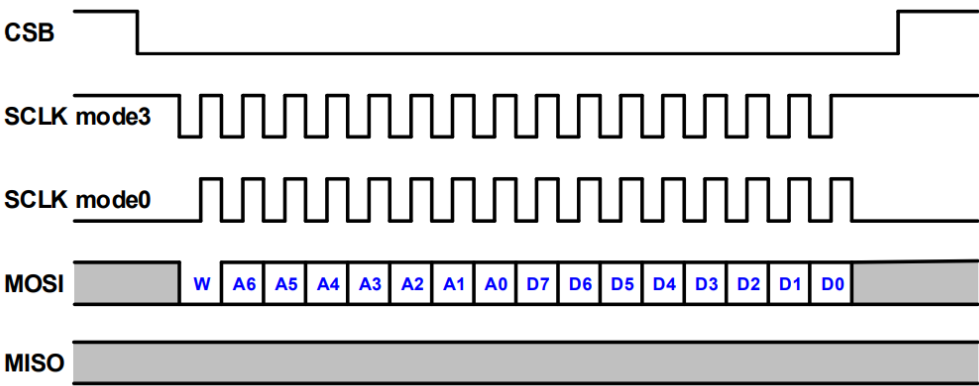 CSB
SCLK mode3
SCLK mode0
MOSI W A6 A5 A4 A3 A2 A1 A0 D7 D6 D5 D4 D3 D2 D1 D0
MISO